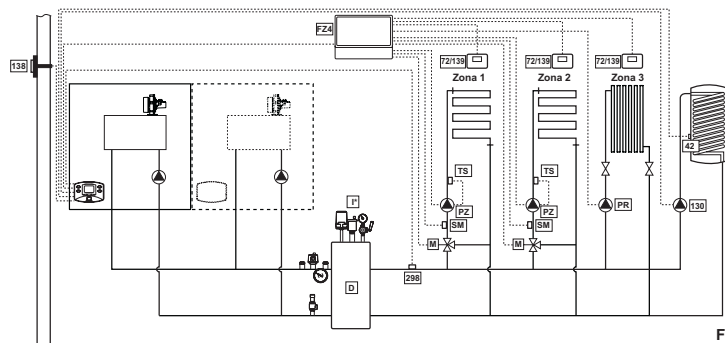 FZ4
138
72/139
72/139
72/139
Zona 1
Zona 2
Zona 3
42
TS
TS
I*
PZ
PZ
PR
130
SM
SM
M
M
298
D
F